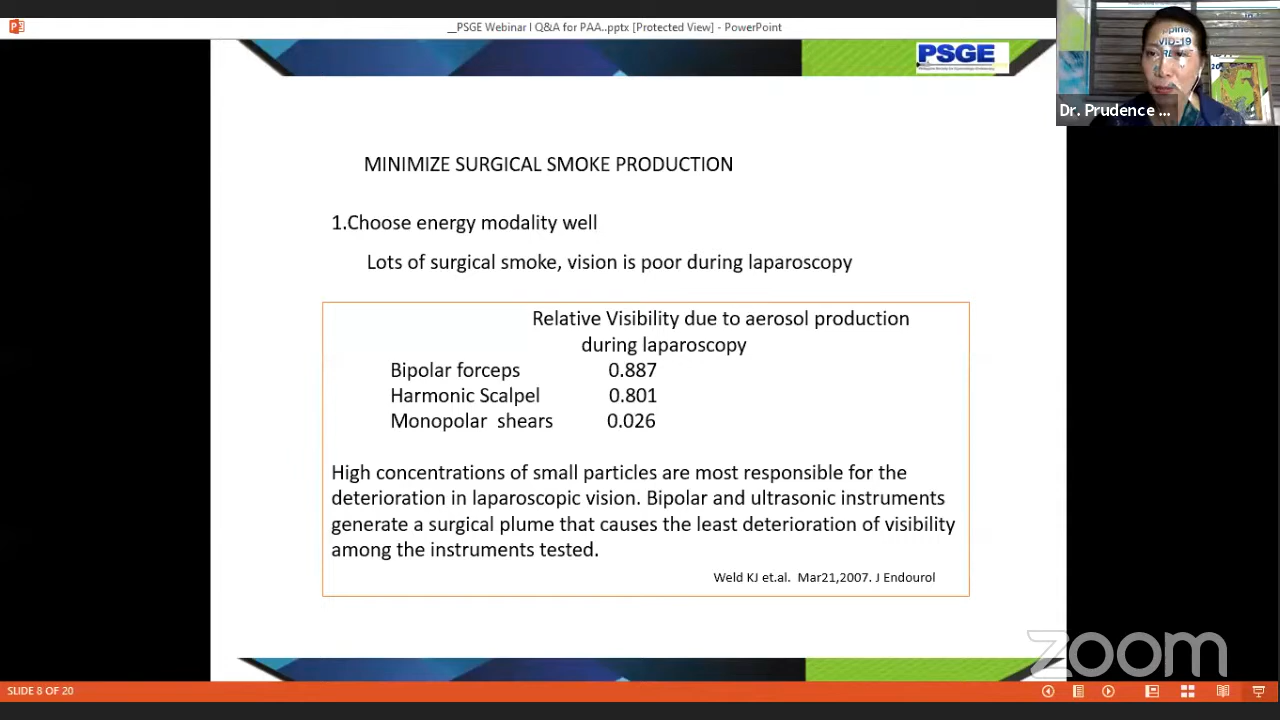 __PSGE Webinar I Q&A for PAA..pptx [Protected View] - PowerPoint
PSGE
Dr. Prudence ...
MINIMIZE SURGICAL SMOKE PRODUCTION
1.Choose energy modality well
Lots of surgical smoke, vision is poor during laparoscopy
Relative Visibility due to aerosol production
during laparoscopy
Bipolar forceps 0.887
Harmonic Scalpel 0.801
Monopolar shears 0.026
High concentrations of small particles are most responsible for the
deterioration in laparoscopic vision. Bipolar and ultrasonic instruments
generate a surgical plume that causes the least deterioration of visibility
among the instruments tested.
Weld KJ et.al. Mar21,2007. J Endourol
zoom
SLIDE 8 OF 20